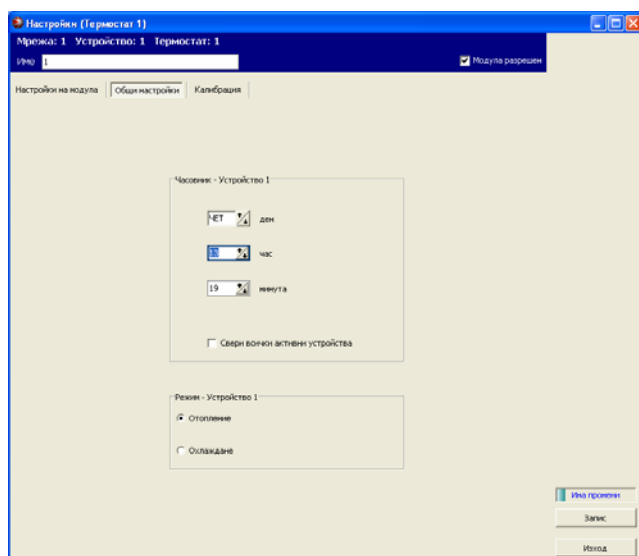 Настройки (Термостат 1)
Мрежа: 1 Устройство: 1 Термостат: 1
Име 1 Модула разрешен
Настройки на модула Общи настройки Калибрация
Часовник - Устройство 1
ЧЕТ ден
час
19 минута
Свери всички активни устройства
Режим - Устройство 1
Отопление
Охлаждане
Има промени
Запис
Изход